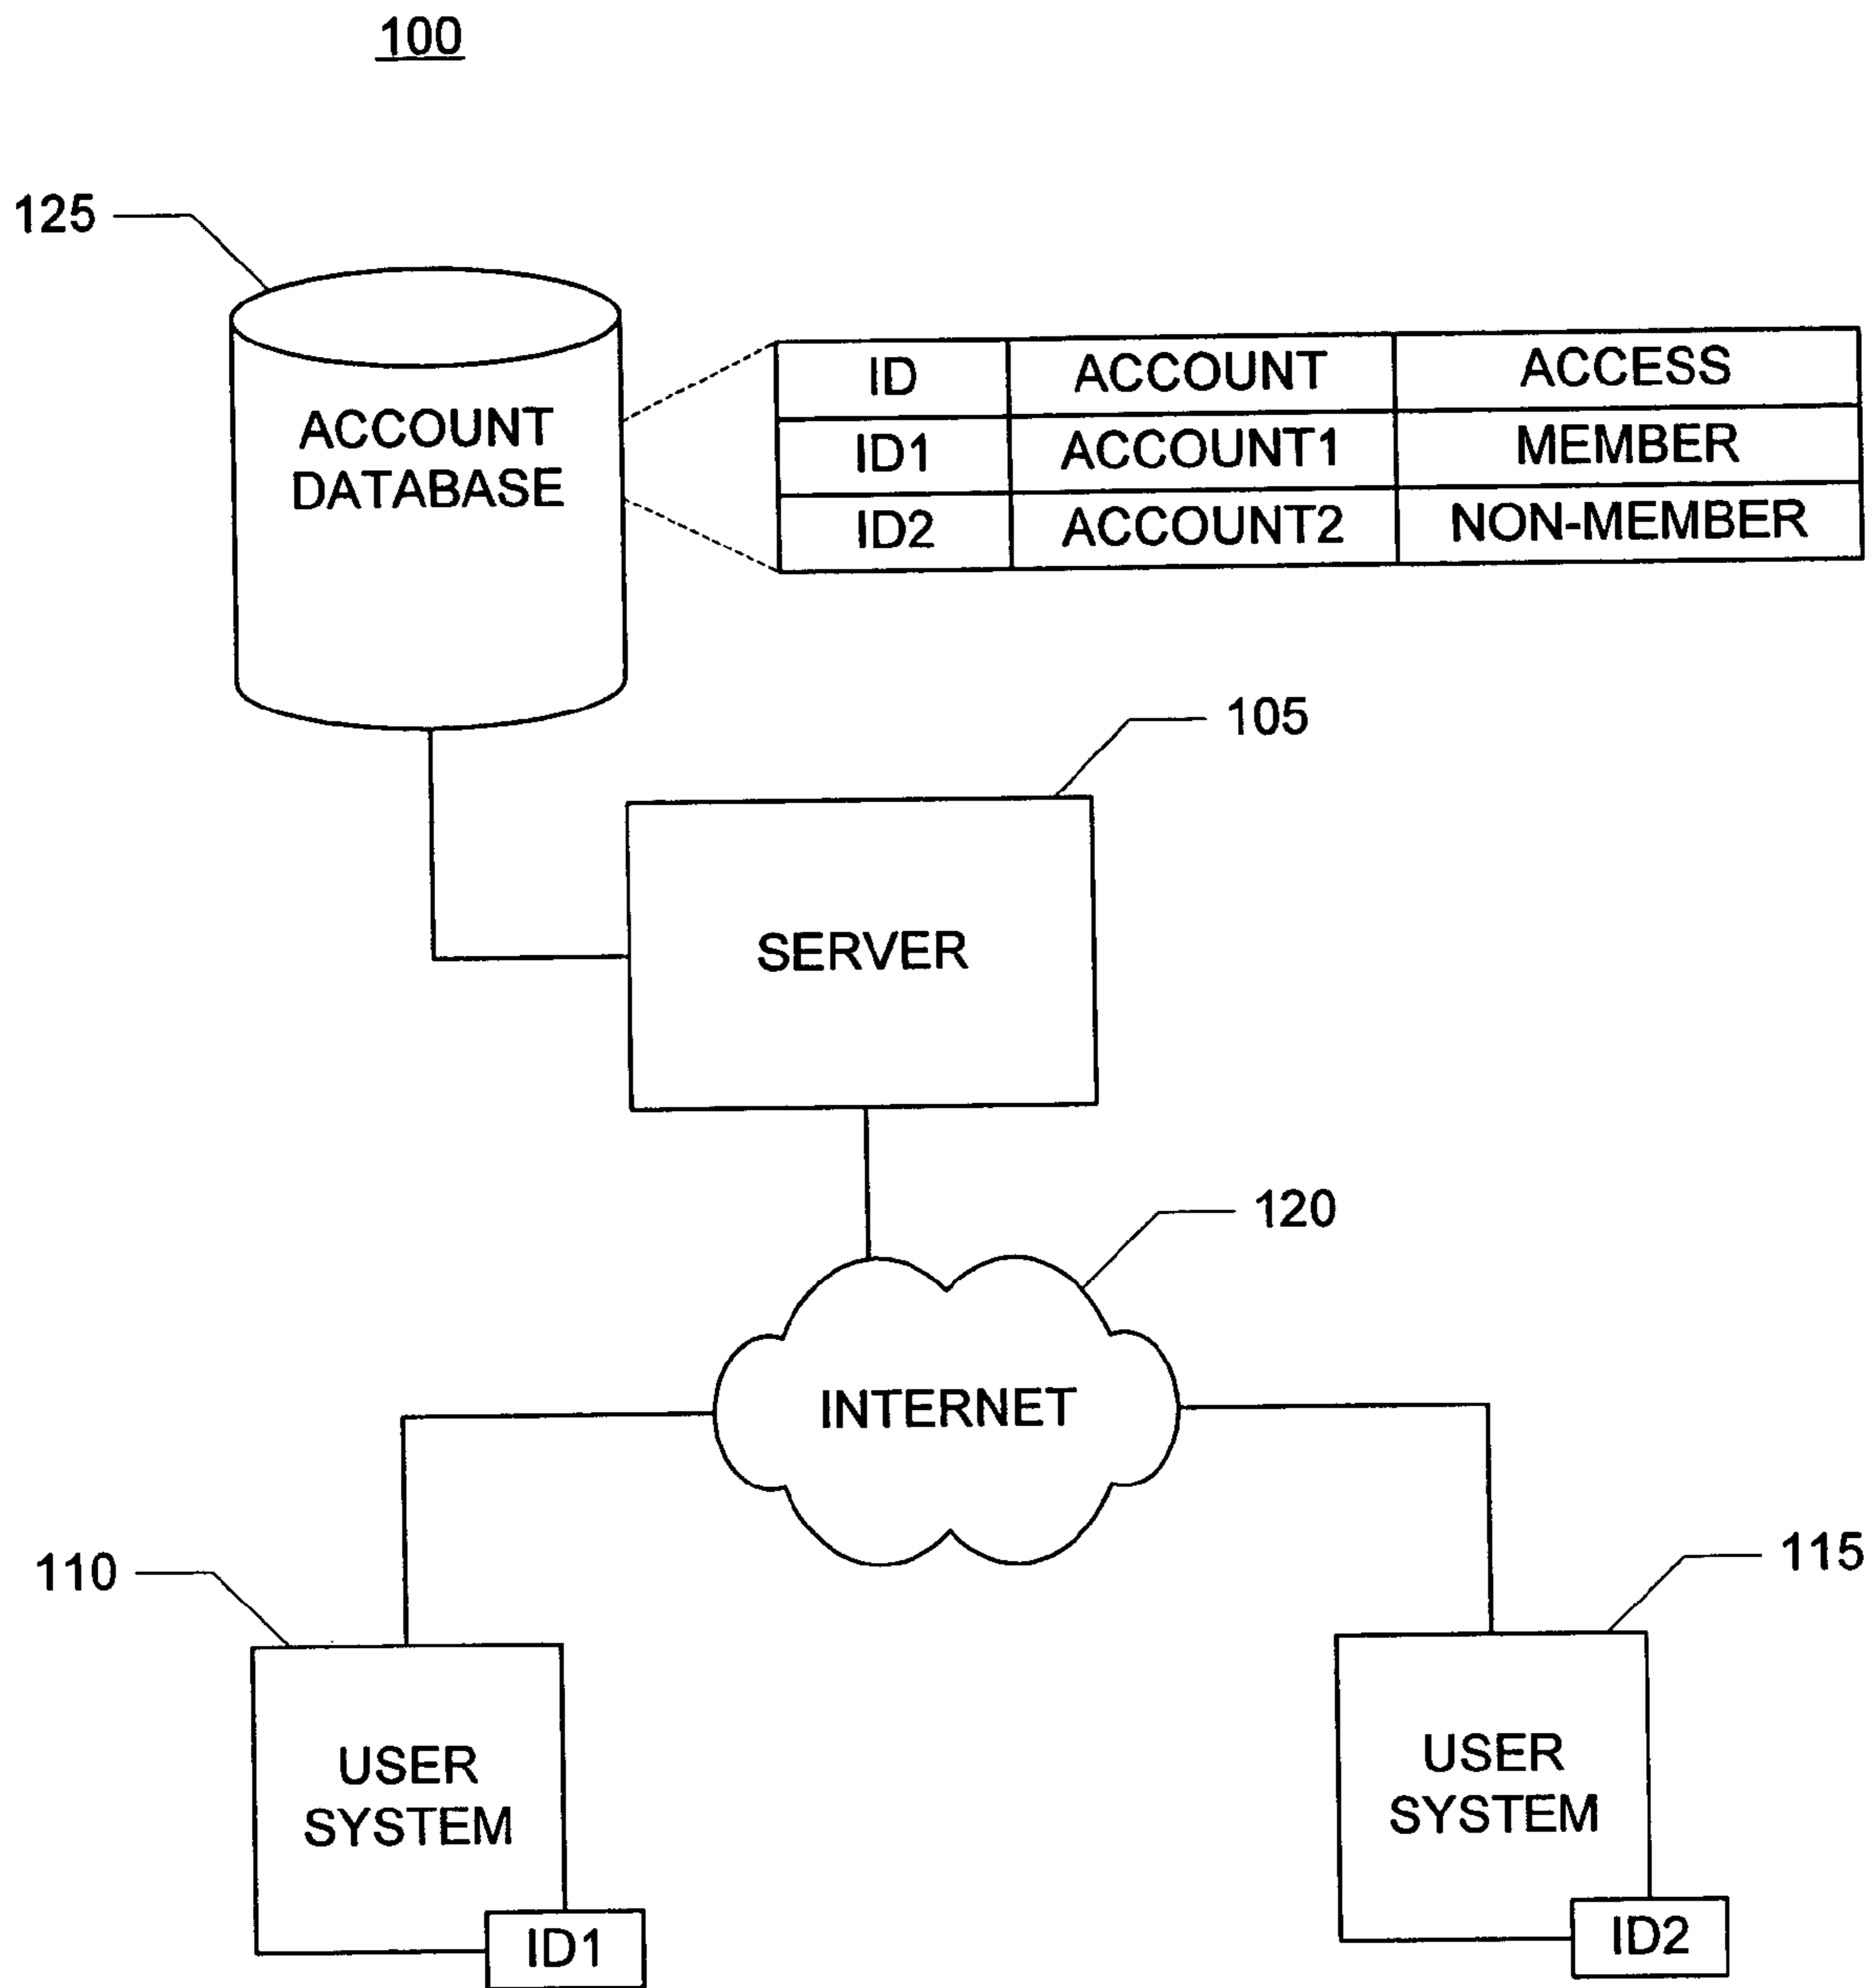 100
125
ACCOUNT
DATABASE
ID ACCOUNT ACCESS
ID1 ACCOUNT1 MEMBER
ID2 ACCOUNT2 NON-MEMBER
105
SERVER
120
INTERNET
110
115
USER
SYSTEM
ID1
USER
SYSTEM
ID2